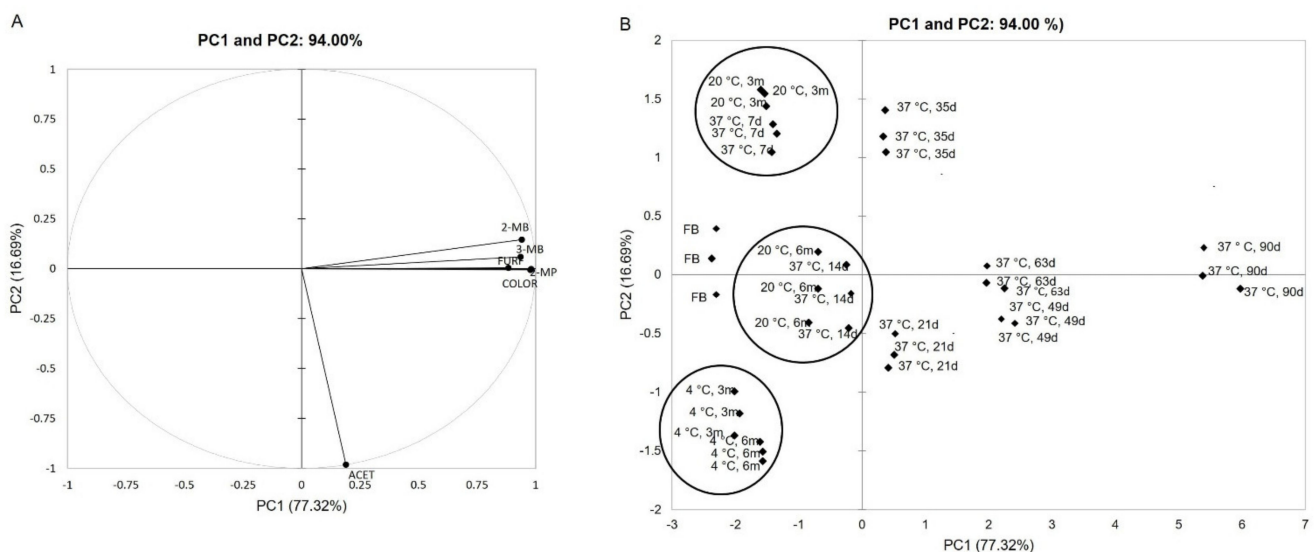 A
PC1 and PC2: 94.00%
1
0.75
0.5
0.25
0
-0.25
-0.5
-0.75
-1
PC2 (16.69%)
2-MB
3-MB
FURF
2-MP
COLOR
ACET
-1
-0.75
-0.5
-0.25
0
0.25
0.5
0.75
1
PC1 (77.32%)
B
PC1 and PC2: 94.00 %)
2
1.5
1
0.5
0
-0.5
-1
-1.5
-2
PC2 (16.69%)
20 °C, 3m
20 °C, 3m
20 °C, 3m
37 °C, 7d
37 °C, 7d
37 °C, 7d
37 °C, 35d
37 °C, 35d
37 °C, 35d
FB
FB
FB
20 °C, 6m
37 °C, 14d
20 °C, 6m
37 °C, 14d
20 °C, 6m
37 °C, 14d
37 °C, 21d
37 °C, 21d
37 °C, 21d
37 °C, 63d
37 °C, 63d
37 °C, 63d
37 °C, 49d
37 °C, 49d
37 °C, 49d
37 ° C, 90d
37 °C, 90d
37 °C, 90d
4 °C, 3m
4 °C, 3m
4 °C, 3m
4 °C, 6m
4 °C, 6m
4 °C, 6m
-3
-2
-1
0
1
2
3
4
5
6
7
PC1 (77.32%)